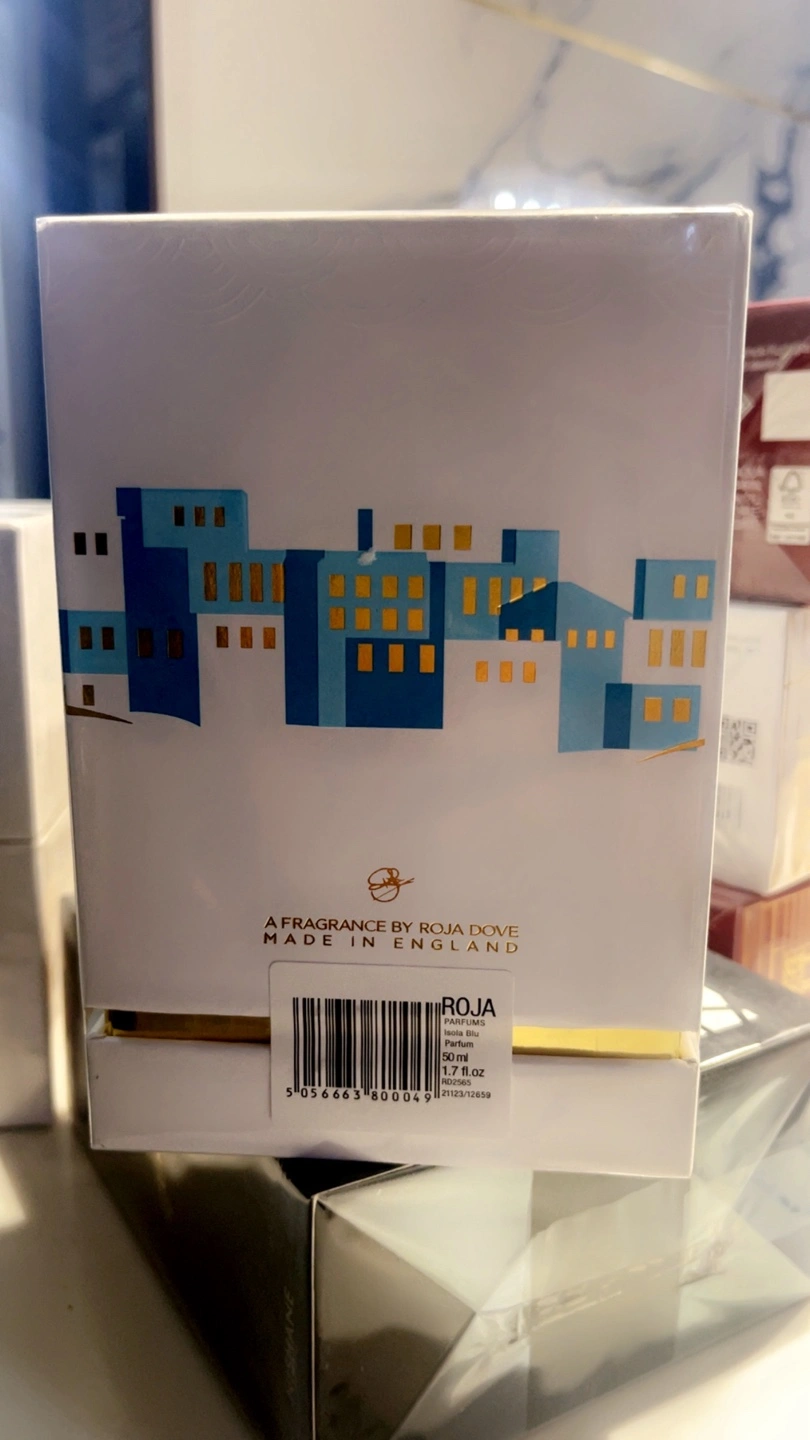 A FRAGRANCE BY ROJA DOVE
MADE IN ENGLAND
ROJA
PARFUMS
Isola Blu
Parfum
50 ml
1.7 fl.oz
RD2565
21123/12659
5 056663 800049